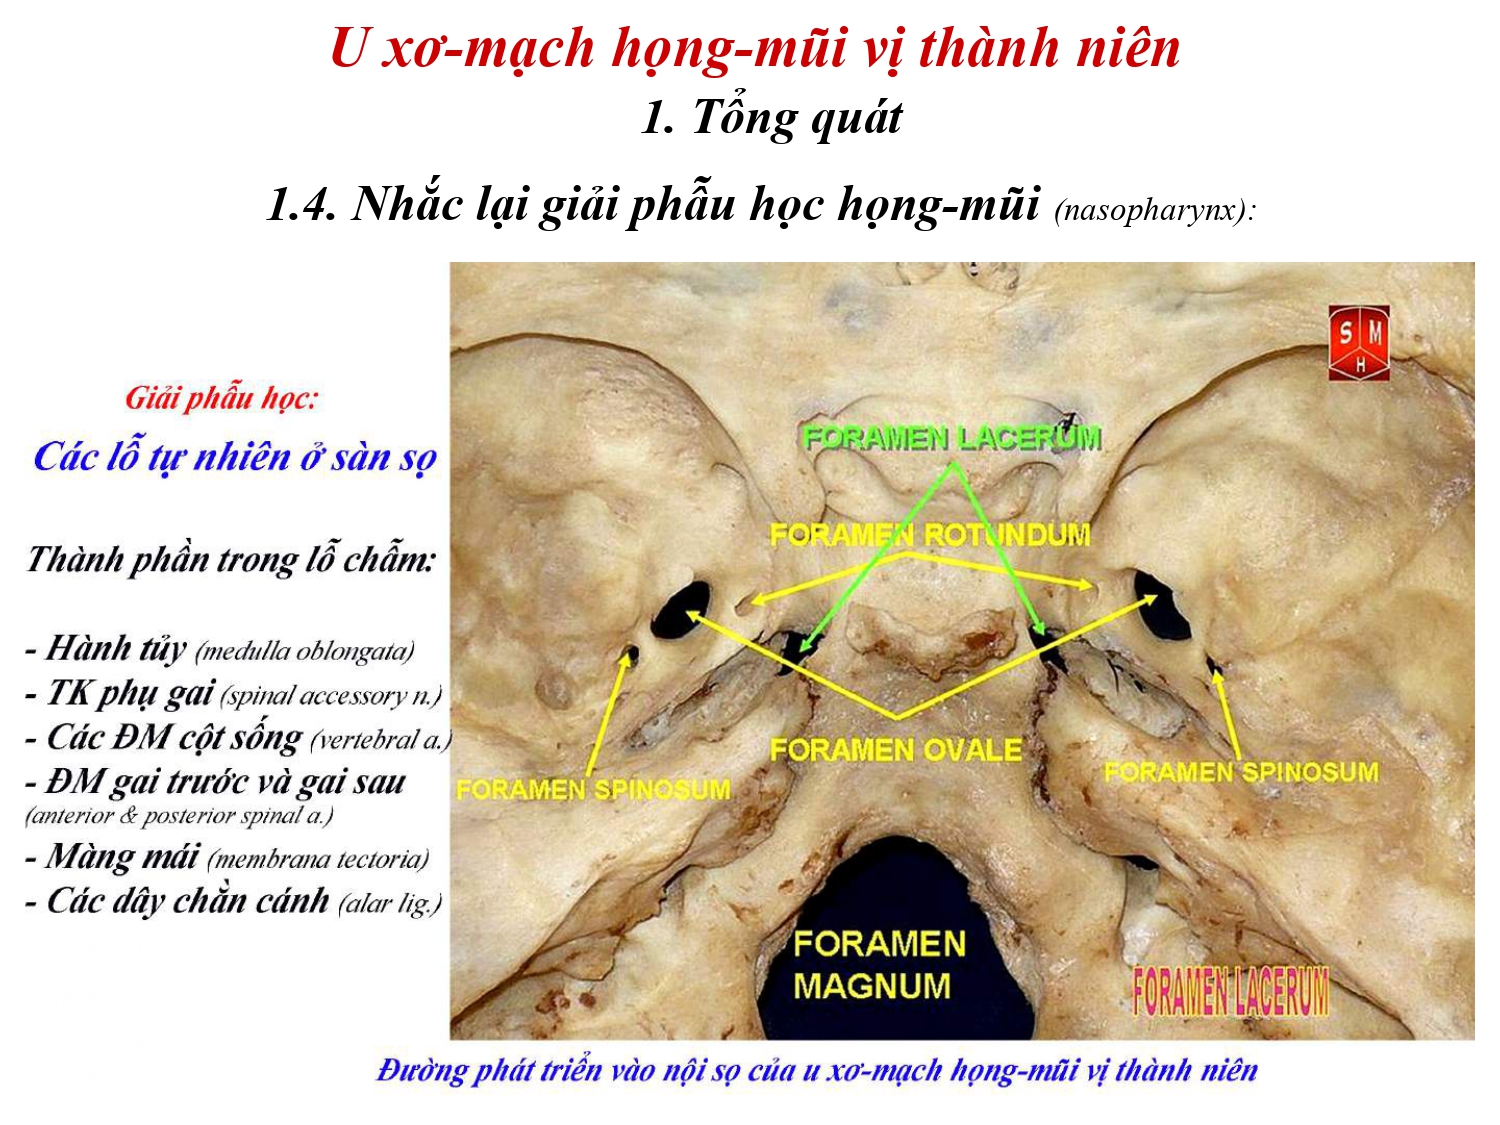 U xơ-mạch họng-mũi vị thành niên
1. Tổng quát
1.4. Nhắc lại giải phẫu học họng-mũi (nasopharynx):
Giải phẫu học:
Các lỗ tự nhiên ở sàn sọ
Thành phần trong lỗ chẫm:
- Hành tủy (medulla oblongata)
- TK phụ gai (spinal accessory n.)
- Các ĐM cột sống (vertebral a.)
- ĐM gai trước và gai sau
(anterior & posterior spinal a.)
- Màng mái (membrana tectoria)
- Các dây chằn cánh (alar lig.)
S M
H
FORAMEN LACERUM
FORAMEN ROTUNDUM
FORAMEN OVALE
FORAMEN SPINOSUM
FORAMEN SPINOSUM
FORAMEN
MAGNUM
FORAMEN LACERUM
Đường phát triển vào nội sọ của u xơ-mạch họng-mũi vị thành niên